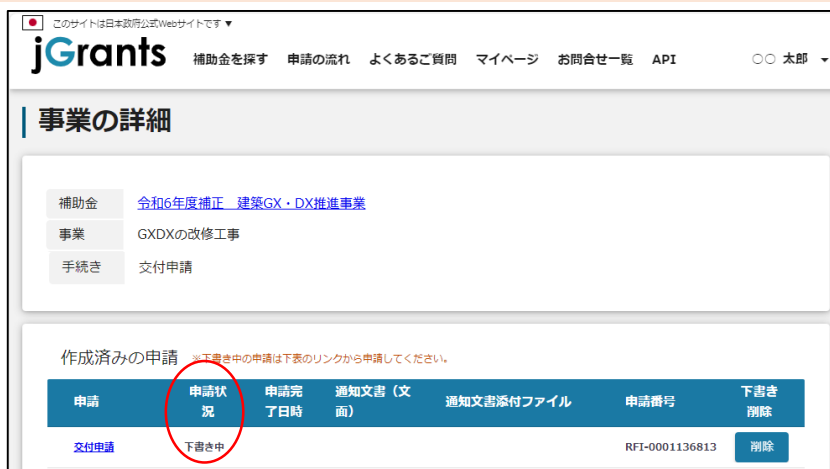 このサイトは日本政府公式Webサイトです ▼
jGrants 補助金を探す 申請の流れ よくあるご質問 マイページ お問合せ一覧 API 〇〇 太郎 ▼
事業の詳細
補助金 令和6年度補正 建築GX・DX推進事業
事業 GXDXの改修工事
手続き 交付申請
作成済みの申請 ※下書き中の申請は下表のリンクから申請してください。
申請 申請状況 申請完了日時 通知文書（文面） 通知文書添付ファイル 申請番号 下書き削除
交付申請 下書き中 RFI-0001136813 削除